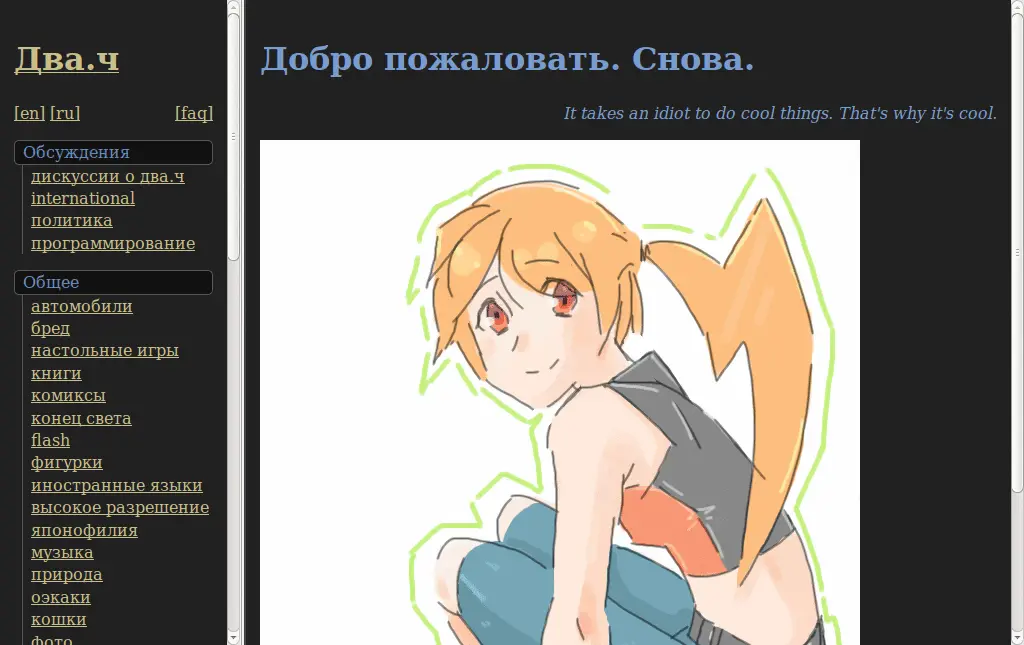 Два.ч
[en] [ru] [faq]
Обсуждения
дискуссии о два.ч
international
политика
программирование
Общее
автомобили
бред
настольные игры
книги
комиксы
конец света
flash
фигурки
иностранные языки
высокое разрешение
японофилия
музыка
природа
оэкаки
кошки
фото
Добро пожаловать. Снова.
It takes an idiot to do cool things. That's why it's cool.